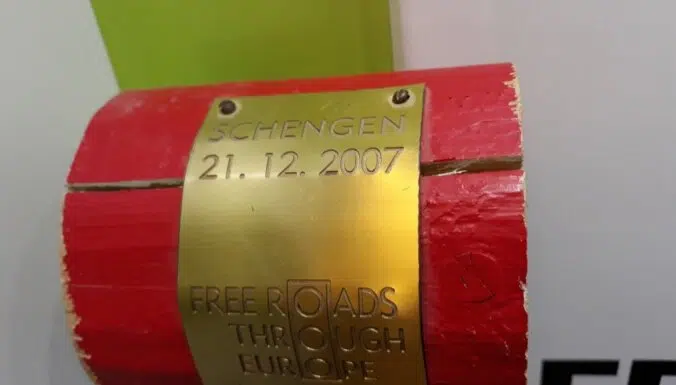 SCHENGEN
21. 12. 2007
FREE ROADS
THROUGH
EUROPE